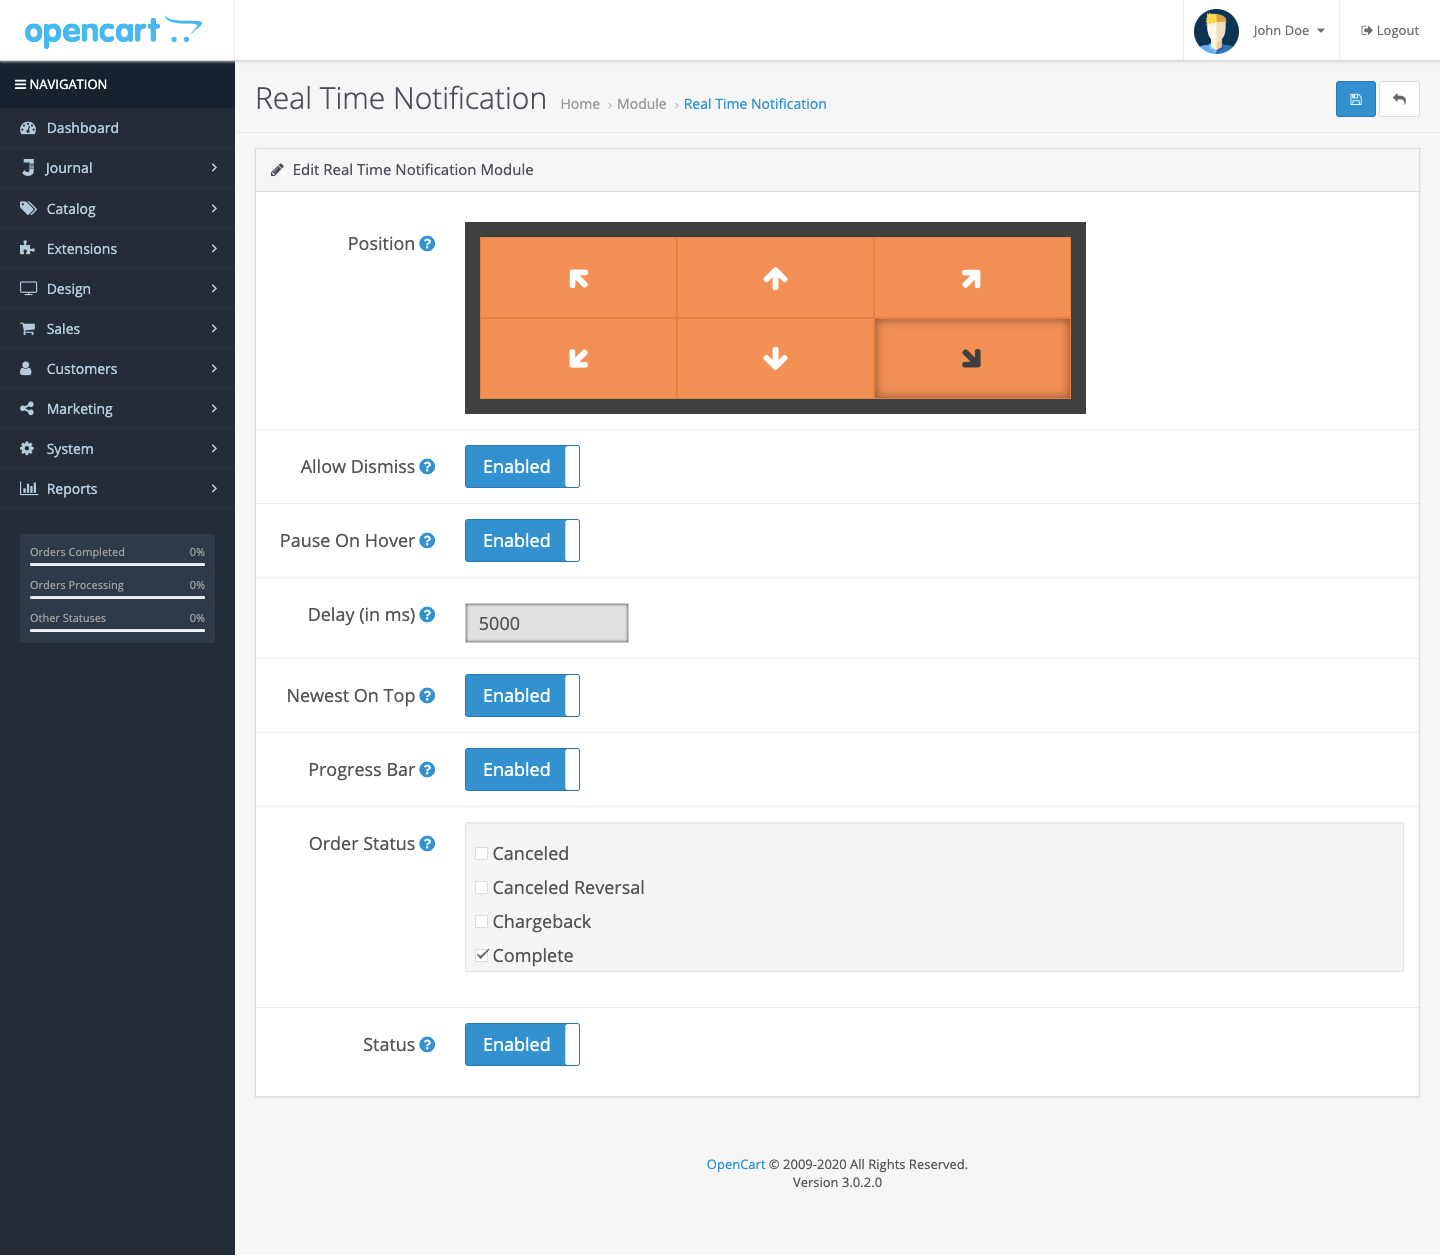 opencart
John Doe
Logout
NAVIGATION
Dashboard
Journal
Catalog
Extensions
Design
Sales
Customers
Marketing
System
Reports
Orders Completed 0%
Orders Processing 0%
Other Statuses 0%
Real Time Notification
Home › Module › Real Time Notification
Edit Real Time Notification Module
Position
Allow Dismiss Enabled
Pause On Hover Enabled
Delay (in ms) 5000
Newest On Top Enabled
Progress Bar Enabled
Order Status
Canceled
Canceled Reversal
Chargeback
Complete
Status Enabled
OpenCart © 2009-2020 All Rights Reserved.
Version 3.0.2.0